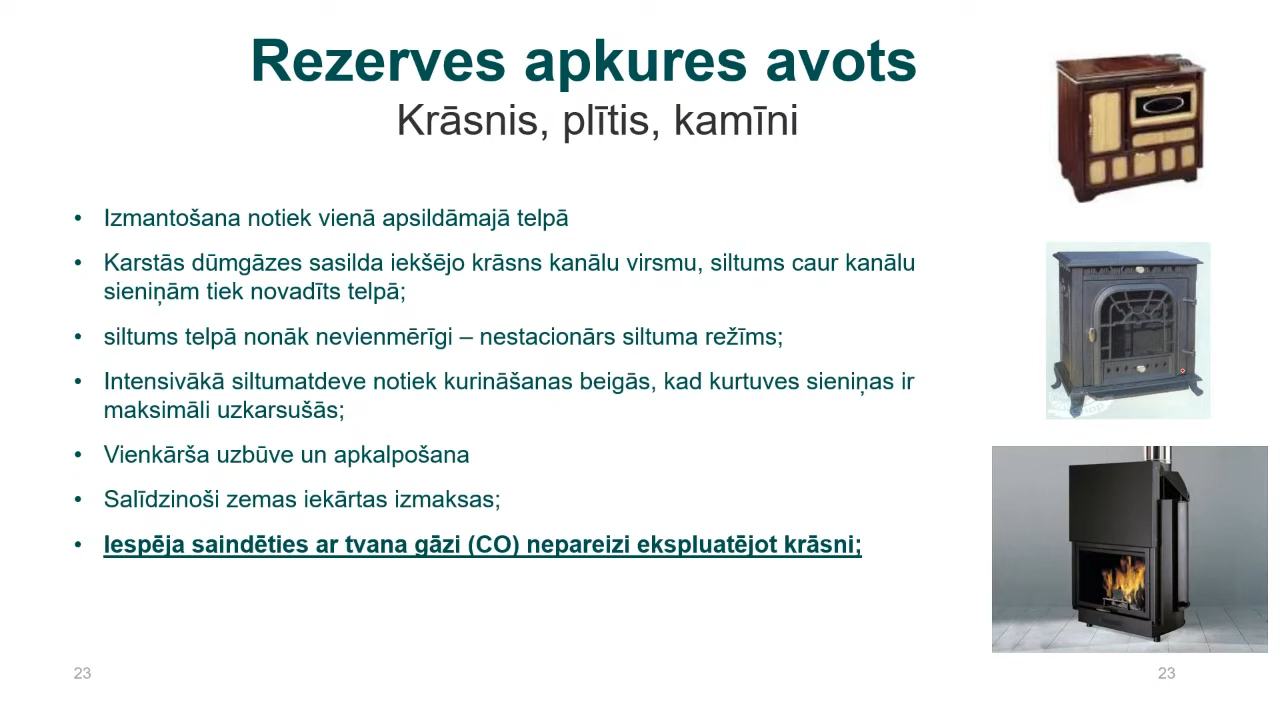 Rezerves apkures avots
Krāsnis, plītis, kamīni
• Izmantošana notiek vienā apsildāmajā telpā
• Karstās dūmgāzes sasilda iekšējo krāsns kanālu virsmu, siltums caur kanālu
sieniņām tiek novadīts telpā;
• siltums telpā nonāk nevienmērīgi – nestacionārs siltuma režīms;
• Intensivākā siltumatdeve notiek kurināšanas beigās, kad kurtuves sieniņas ir
maksimāli uzkarsušās;
• Vienkārša uzbūve un apkalpošana
• Salīdzinoši zemas iekārtas izmaksas;
• Iespēja saindēties ar tvana gāzi (CO) nepareizi ekspluatējot krāsni;
23
23